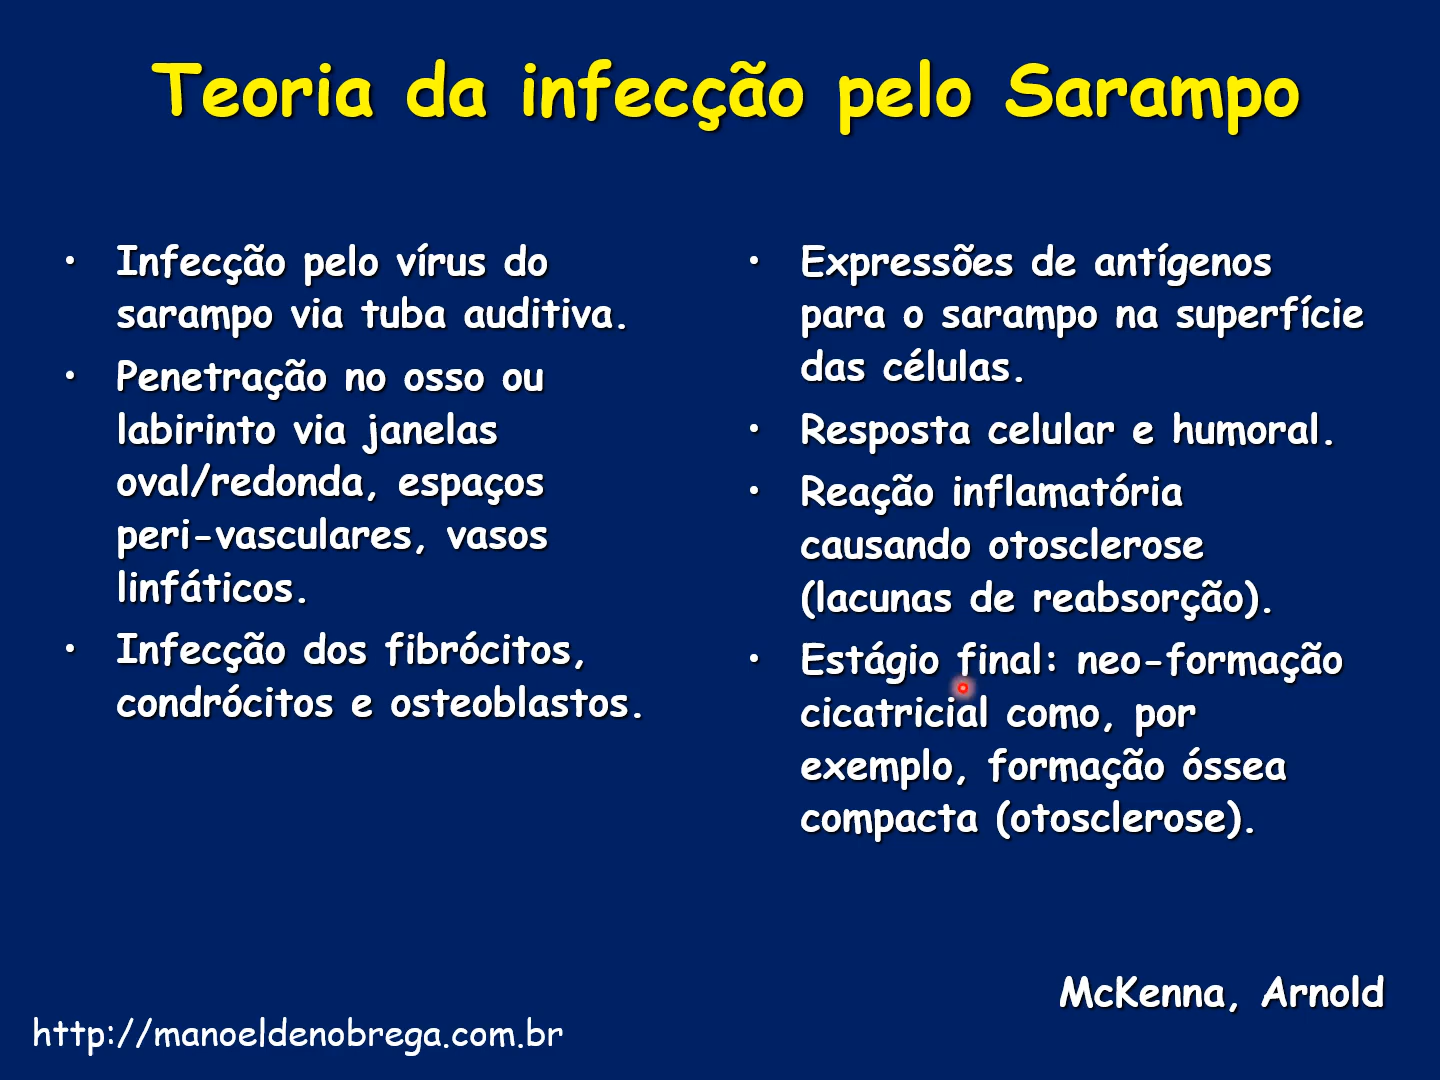 Teoria da infecção pelo Sarampo
• Infecção pelo vírus do
sarampo via tuba auditiva.
• Penetração no osso ou
labirinto via janelas
oval/redonda, espaços
peri-vasculares, vasos
linfáticos.
• Infecção dos fibrócitos,
condrócitos e osteoblastos.
• Expressões de antígenos
para o sarampo na superfície
das células.
• Resposta celular e humoral.
• Reação inflamatória
causando otosclerose
(lacunas de reabsorção).
• Estágio final: neo-formação
cicatricial como, por
exemplo, formação óssea
compacta (otosclerose).
McKenna, Arnold
http://manoeldenobrega.com.br